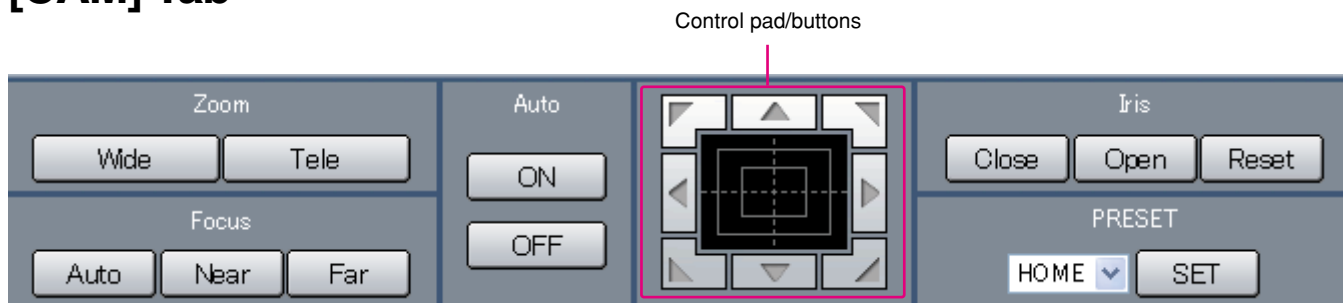 [CAM] Tab
Control pad/buttons
Zoom
Wide
Tele
Focus
Auto
Near
Far
Auto
ON
OFF
Iris
Close
Open
Reset
PRESET
HOME
SET